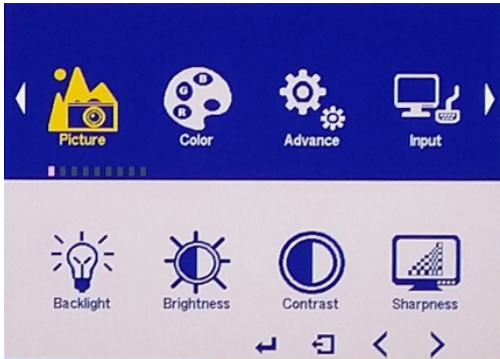 Picture
Color
Advance
Input
B
G
R
Backlight
Brightness
Contrast
Sharpness